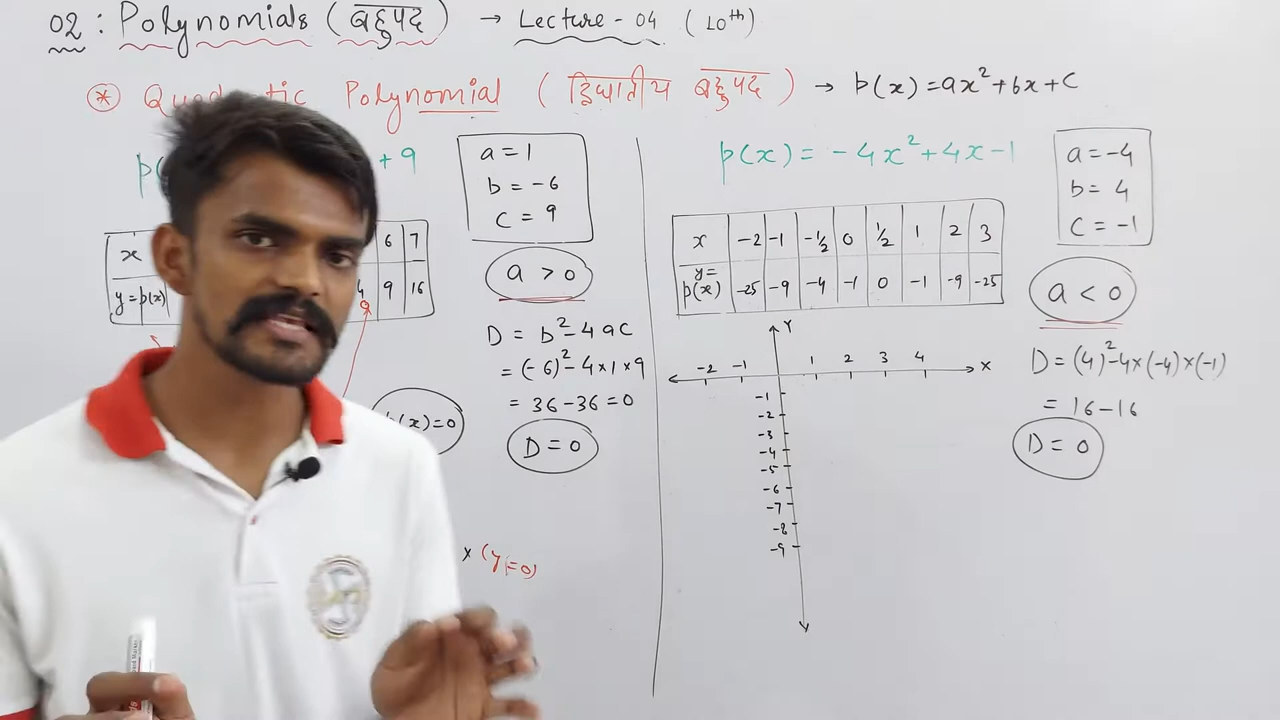 02 : Polynomials (बहुपद) → Lecture - 04 (10th)
* Quadratic Polynomial (द्विघातीय बहुपद) → p(x) = ax² + bx + c
+ 9
a = 1
b = -6
c = 9
x 6 7
y = p(x) 9 16
a > 0
D = b² - 4ac
= (-6)² - 4 × 1 × 9
= 36 - 36 = 0
(x) = 0
D = 0
x (y = 0)
p(x) = -4x² + 4x - 1
a = -4
b = 4
c = -1
x -2 -1 -1/2 0 1/2 1 2 3
y = p(x) -25 -9 -4 -1 0 -1 -9 -25
a < 0
D = (4)² - 4 × (-4) × (-1)
= 16 - 16
D = 0
Y
-2 -1 1 2 3 4 X
-1
-2
-3
-4
-5
-6
-7
-8
-9